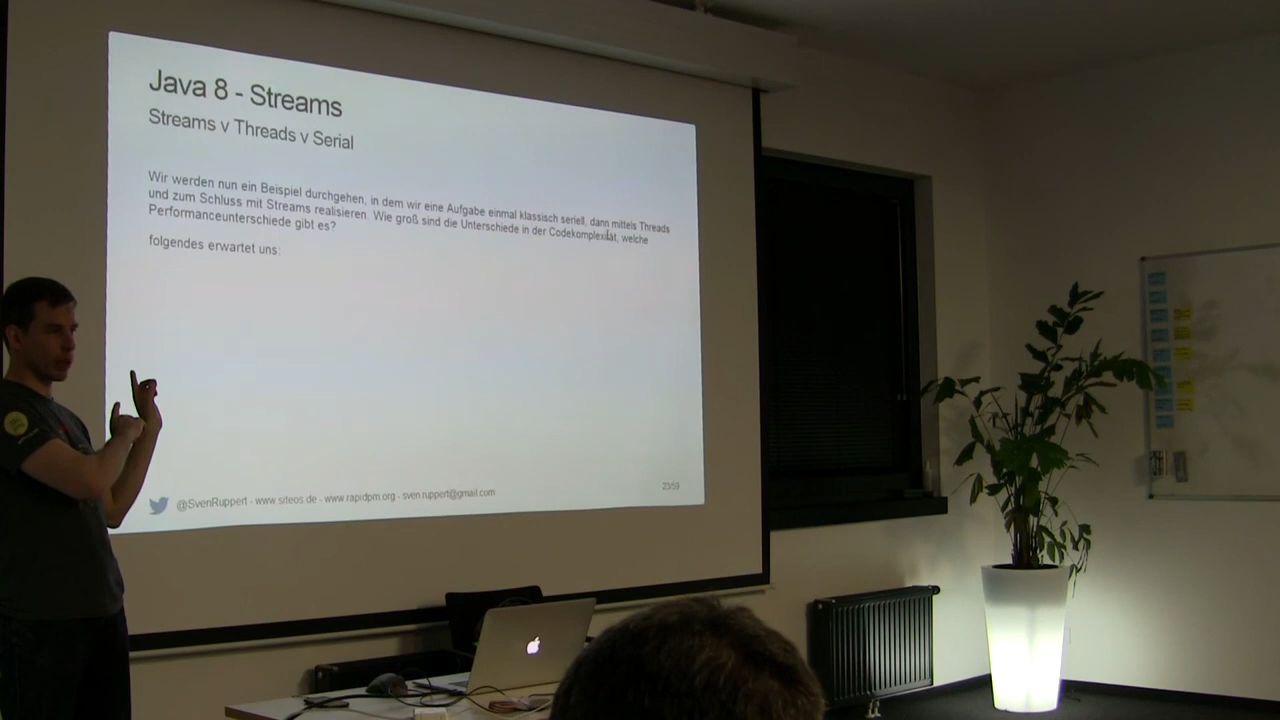 Java 8 - Streams
Streams v Threads v Serial
Wir werden nun ein Beispiel durchgehen, in dem wir eine Aufgabe einmal klassisch seriell, dann mittels Threads
und zum Schluss mit Streams realisieren. Wie groß sind die Unterschiede in der Codekomplexität, welche
Performanceunterschiede gibt es?
folgendes erwartet uns:
@SvenRuppert - www.siteos.de - www.rapidpm.org - sven.ruppert@gmail.com
23/59